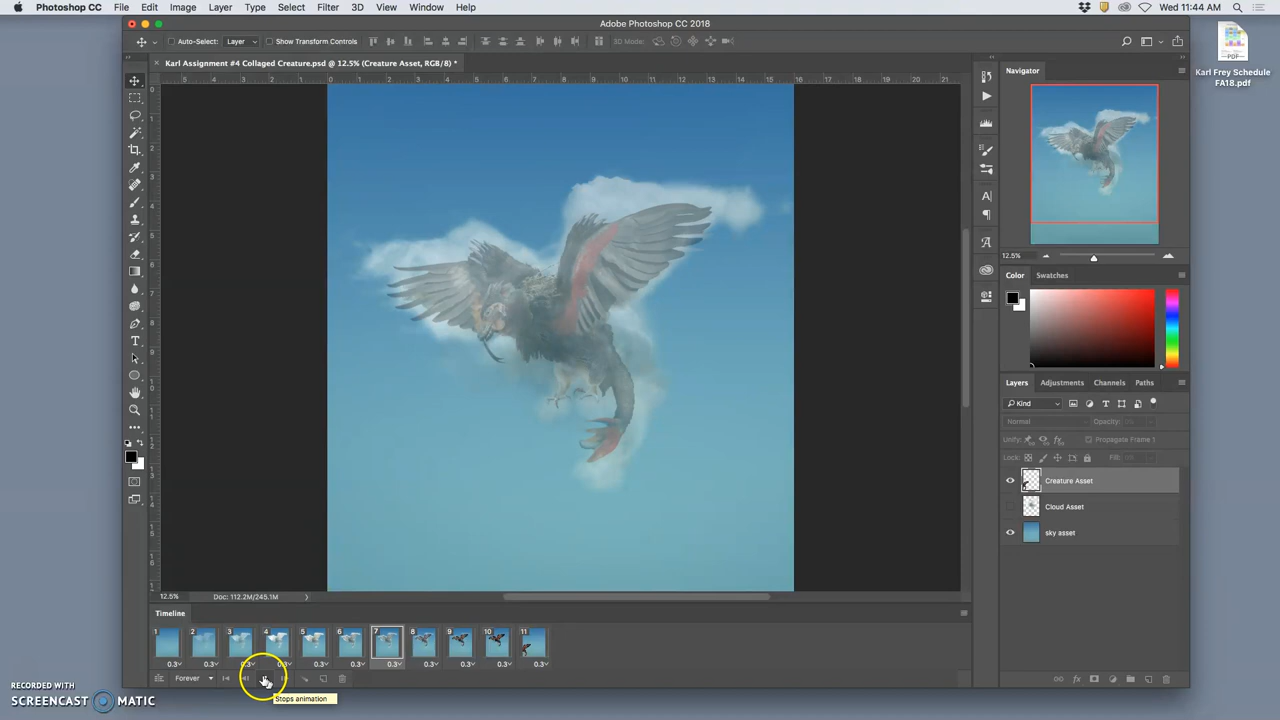 Photoshop CC File Edit Image Layer Type Select Filter 3D View Window Help Wed 11:44 AM
Adobe Photoshop CC 2018
Auto-Select: Layer Show Transform Controls 3D Mode:
Karl Assignment #4 Collaged Creature.psd @ 12.5% (Creature Asset, RGB/8) *
Karl Frey Schedule
FA18.pdf
PDF
Navigator
12.5%
Color Swatches
Layers Adjustments Channels Paths
Kind
Normal Opacity:
Unify: Propagate Frame 1
Lock: Fill:
Creature Asset
Cloud Asset
sky asset
12.5% Doc: 112.2M/245.1M
Timeline
1 2 3 4 5 6 7 8 9 10 11
0.3 0.3 0.3 0.3 0.3 0.3 0.3 0.3 0.3 0.3 0.3
Forever
Stops animation
RECORDED WITH
SCREENCAST MATIC